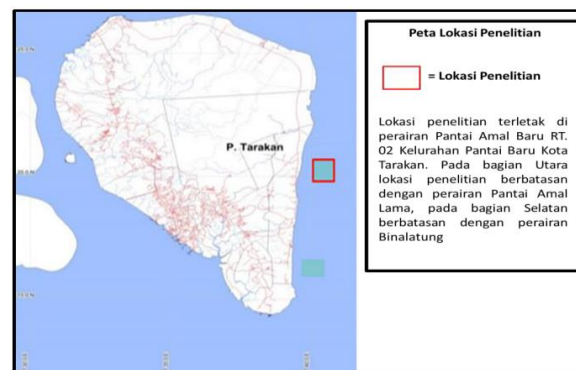 P. Tarakan
Peta Lokasi Penelitian
= Lokasi Penelitian
Lokasi penelitian terletak di
perairan Pantai Amal Baru RT.
02 Kelurahan Pantai Baru Kota
Tarakan. Pada bagian Utara
lokasi penelitian berbatasan
dengan perairan Pantai Amal
Lama, pada bagian Selatan
berbatasan dengan perairan
Binalatung